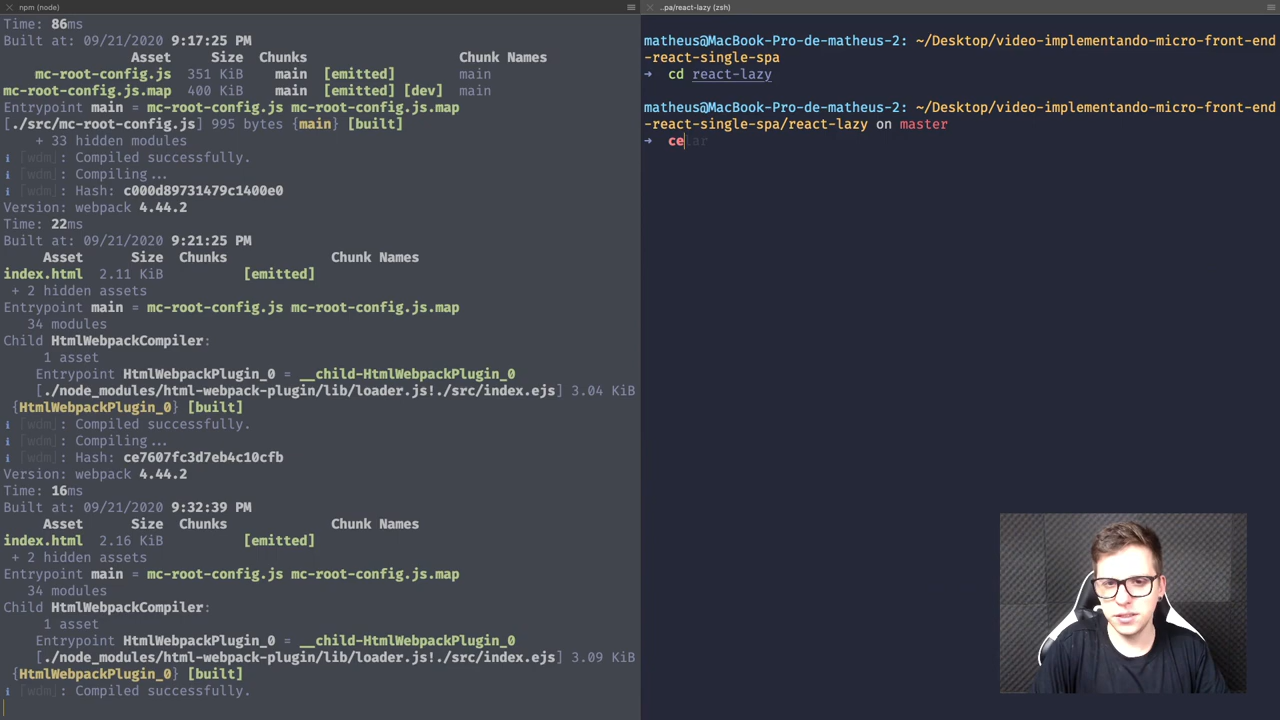 npm (node)
Time: 86ms
Built at: 09/21/2020 9:17:25 PM
Asset Size Chunks Chunk Names
mc-root-config.js 351 KiB main [emitted] main
mc-root-config.js.map 400 KiB main [emitted] [dev] main
Entrypoint main = mc-root-config.js mc-root-config.js.map
[./src/mc-root-config.js] 995 bytes {main} [built]
+ 33 hidden modules
ℹ ｢wdm｣: Compiled successfully.
ℹ ｢wdm｣: Compiling...
ℹ ｢wdm｣: Hash: c000d89731479c1400e0
Version: webpack 4.44.2
Time: 22ms
Built at: 09/21/2020 9:21:25 PM
Asset Size Chunks Chunk Names
index.html 2.11 KiB [emitted]
+ 2 hidden assets
Entrypoint main = mc-root-config.js mc-root-config.js.map
34 modules
Child HtmlWebpackCompiler:
1 asset
Entrypoint HtmlWebpackPlugin_0 = __child-HtmlWebpackPlugin_0
[./node_modules/html-webpack-plugin/lib/loader.js!./src/index.ejs] 3.04 KiB
{HtmlWebpackPlugin_0} [built]
ℹ ｢wdm｣: Compiled successfully.
ℹ ｢wdm｣: Compiling...
ℹ ｢wdm｣: Hash: ce7607fc3d7eb4c10cfb
Version: webpack 4.44.2
Time: 16ms
Built at: 09/21/2020 9:32:39 PM
Asset Size Chunks Chunk Names
index.html 2.16 KiB [emitted]
+ 2 hidden assets
Entrypoint main = mc-root-config.js mc-root-config.js.map
34 modules
Child HtmlWebpackCompiler:
1 asset
Entrypoint HtmlWebpackPlugin_0 = __child-HtmlWebpackPlugin_0
[./node_modules/html-webpack-plugin/lib/loader.js!./src/index.ejs] 3.09 KiB
{HtmlWebpackPlugin_0} [built]
ℹ ｢wdm｣: Compiled successfully.
..pa/react-lazy (zsh)
matheus@MacBook-Pro-de-matheus-2: ~/Desktop/video-implementando-micro-front-end
-react-single-spa
➜ cd react-lazy
matheus@MacBook-Pro-de-matheus-2: ~/Desktop/video-implementando-micro-front-end
-react-single-spa/react-lazy on master
➜ celar